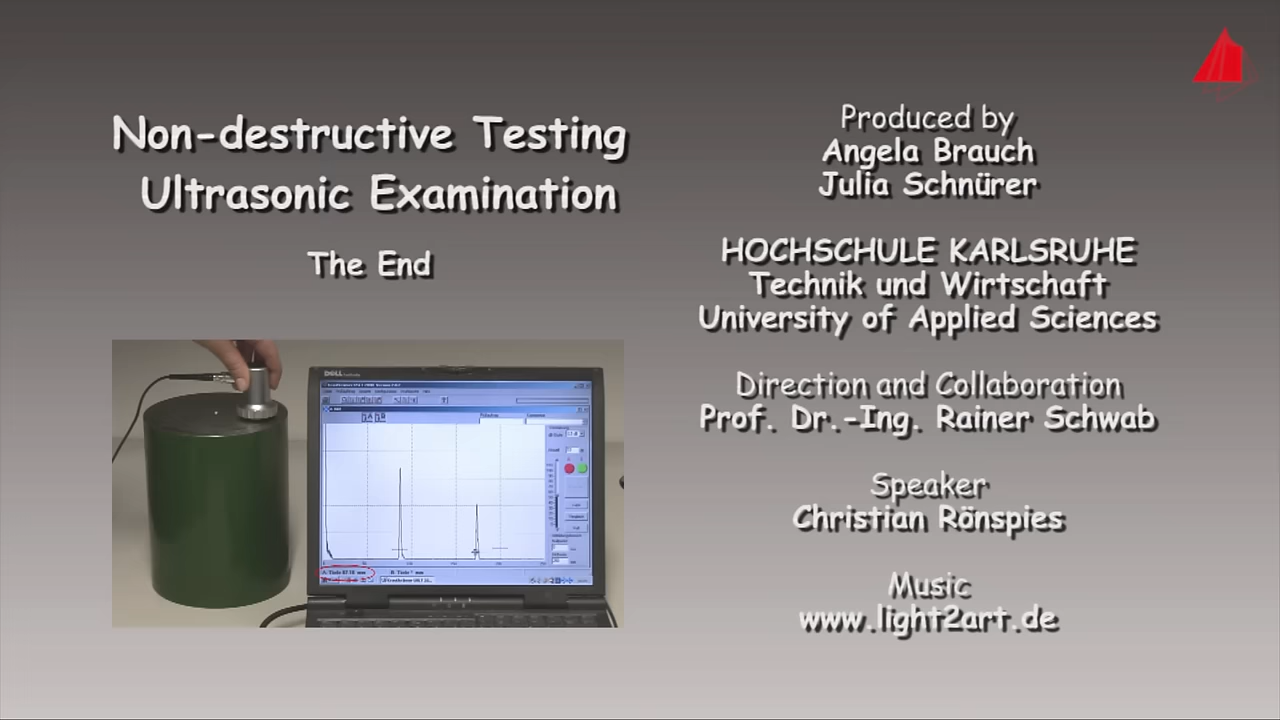 Non-destructive Testing
Ultrasonic Examination
The End
DELL
Produced by
Angela Brauch
Julia Schnürer
HOCHSCHULE KARLSRUHE
Technik und Wirtschaft
University of Applied Sciences
Direction and Collaboration
Prof. Dr.-Ing. Rainer Schwab
Speaker
Christian Rönspies
Music
www.light2art.de